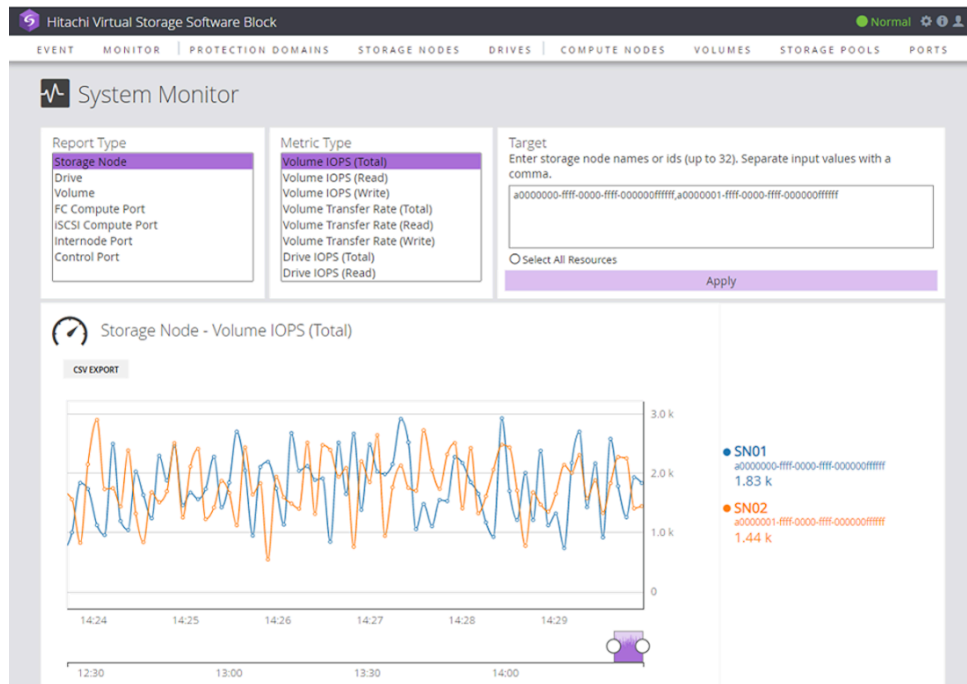 Hitachi Virtual Storage Software Block
Normal
EVENT MONITOR PROTECTION DOMAINS STORAGE NODES DRIVES COMPUTE NODES VOLUMES STORAGE POOLS PORTS
System Monitor
Report Type
Storage Node
Drive
Volume
FC Compute Port
iSCSI Compute Port
Internode Port
Control Port
Metric Type
Volume IOPS (Total)
Volume IOPS (Read)
Volume IOPS (Write)
Volume Transfer Rate (Total)
Volume Transfer Rate (Read)
Volume Transfer Rate (Write)
Drive IOPS (Total)
Drive IOPS (Read)
Target
Enter storage node names or ids (up to 32). Separate input values with a
comma.
a0000000-ffff-0000-ffff-000000ffffff,a0000001-ffff-0000-ffff-000000ffffff
Select All Resources
Apply
Storage Node - Volume IOPS (Total)
CSV EXPORT
3.0 k
2.0 k
1.0 k
0
14:24 14:25 14:26 14:27 14:28 14:29
12:30 13:00 13:30 14:00
SN01
a0000000-ffff-0000-ffff-000000ffffff
1.83 k
SN02
a0000001-ffff-0000-ffff-000000ffffff
1.44 k